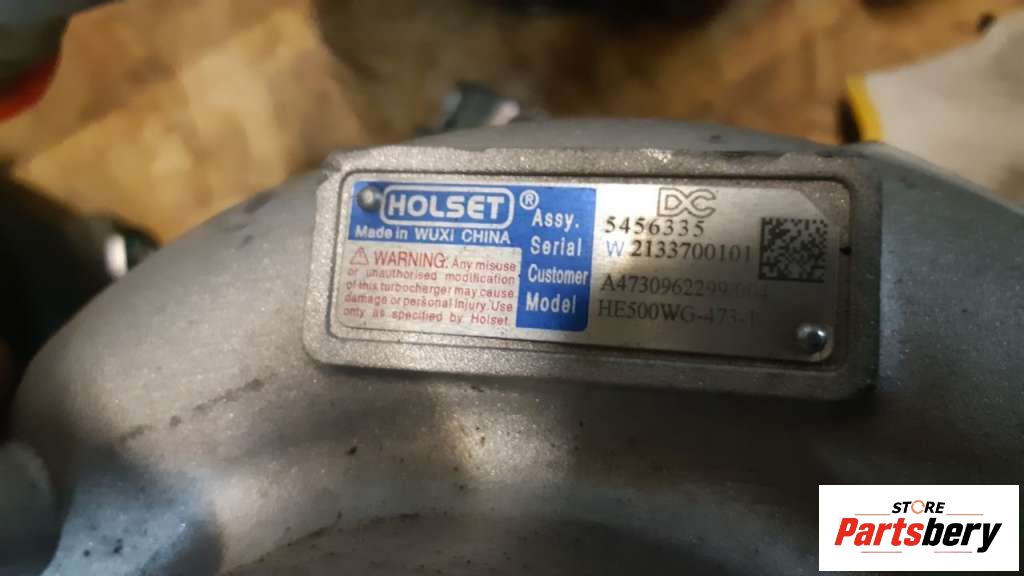 HOLSET ®
Made in WUXi CHINA
⚠ WARNING: Any misuse
or unauthorised modification
of this turbocharger may cause
damage or personal Injury. Use
only as specified by Holset.
DC
Assy. 5456335
Serial W 2133700101
Customer A4730962299
Model HE500WG-473-1
STORE
Partsbery